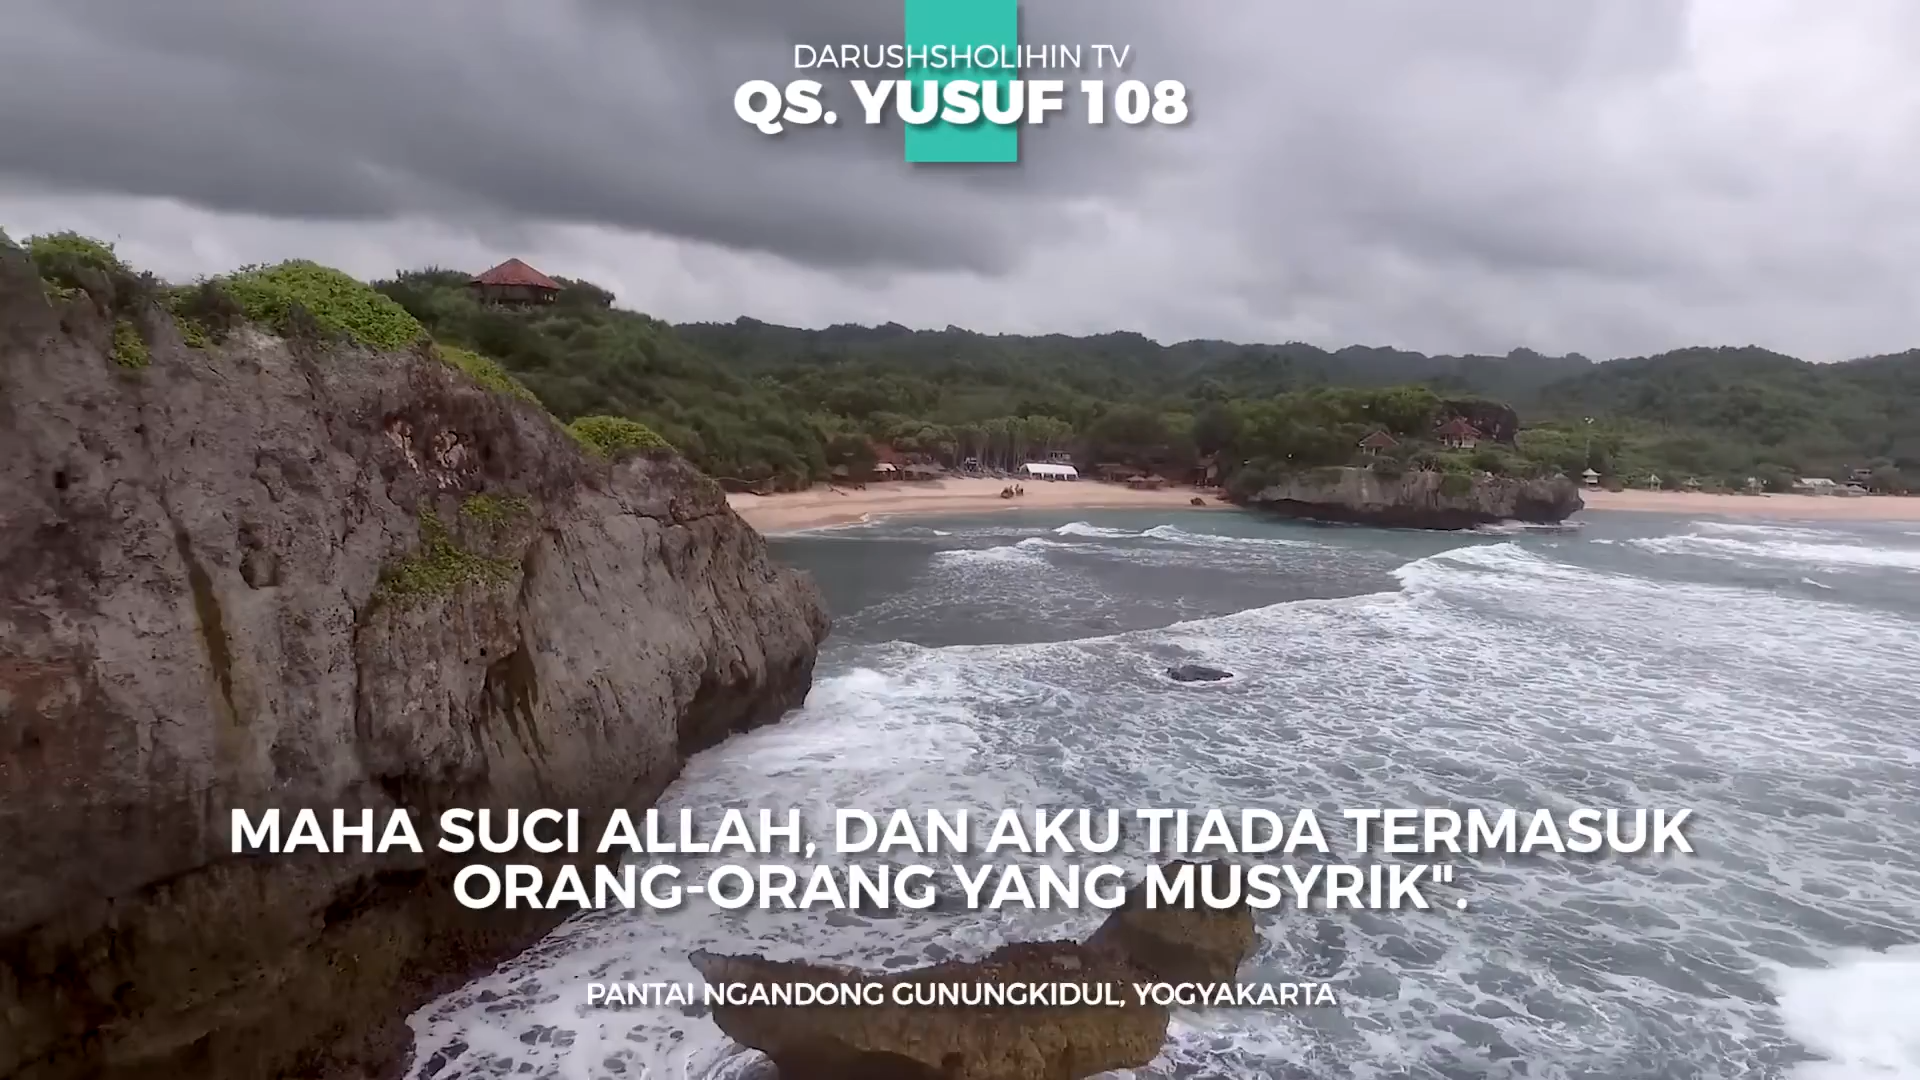 DARUSHSHOLIHIN TV
QS. YUSUF 108
MAHA SUCI ALLAH, DAN AKU TIADA TERMASUK
ORANG-ORANG YANG MUSYRIK".
PANTAI NGANDONG GUNUNGKIDUL, YOGYAKARTA